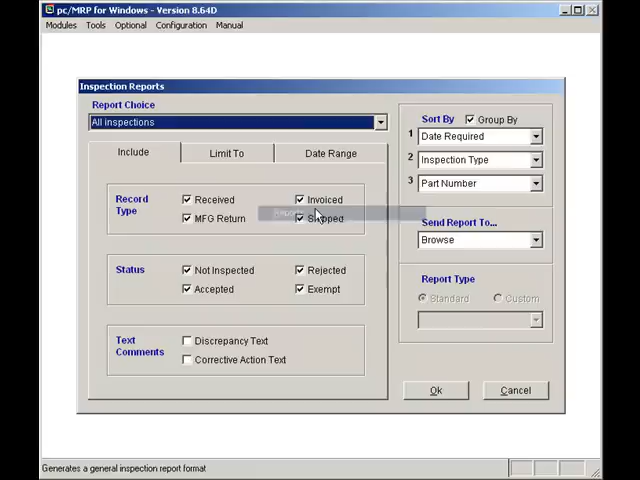 pc/MRP for Windows - Version 8.64D
Modules Tools Optional Configuration Manual
Inspection Reports
Report Choice
All inspections
Include Limit To Date Range
Record Type
Received
Invoiced
MFG Return
Shipped
Status
Not Inspected
Rejected
Accepted
Exempt
Text Comments
Discrepancy Text
Corrective Action Text
Sort By
Group By
1 Date Required
2 Inspection Type
3 Part Number
Send Report To...
Browse
Report Type
Standard Custom
Ok Cancel
Generates a general inspection report format